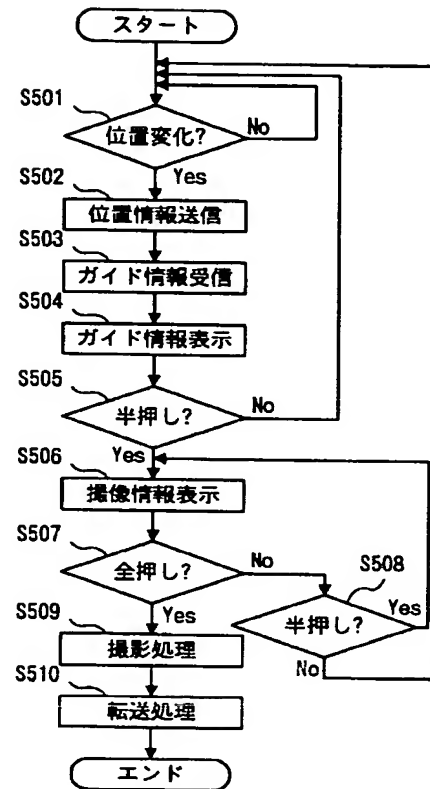 スタート
S501
位置変化?
No
Yes
S502
位置情報送信
S503
ガイド情報受信
S504
ガイド情報表示
S505
半押し?
No
Yes
S506
撮像情報表示
S507
全押し?
No
Yes
S508
半押し?
Yes
No
S509
撮影処理
S510
転送処理
エンド